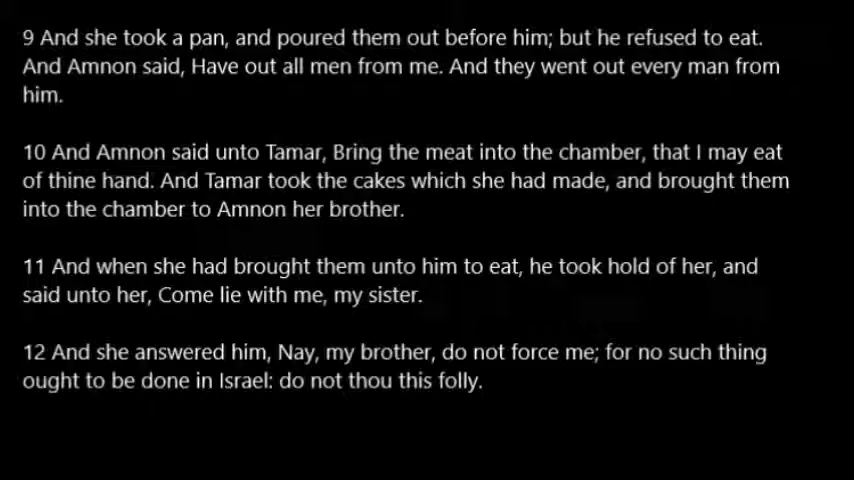 9 And she took a pan, and poured them out before him; but he refused to eat.
And Amnon said, Have out all men from me. And they went out every man from
him.
10 And Amnon said unto Tamar, Bring the meat into the chamber, that I may eat
of thine hand. And Tamar took the cakes which she had made, and brought them
into the chamber to Amnon her brother.
11 And when she had brought them unto him to eat, he took hold of her, and
said unto her, Come lie with me, my sister.
12 And she answered him, Nay, my brother, do not force me; for no such thing
ought to be done in Israel: do not thou this folly.